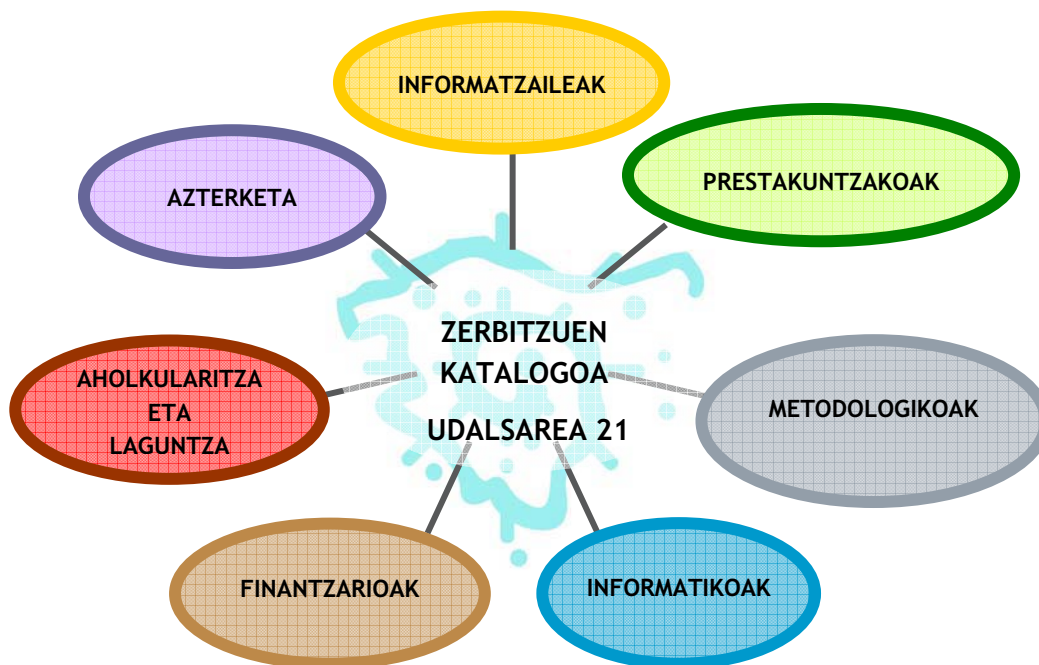 INFORMATZAILEAK
PRESTAKUNTZAKOAK
AZTERKETA
ZERBITZUEN
KATALOGOA
UDALSAREA 21
AHOLKULARITZA
ETA
LAGUNTZA
METODOLOGIKOAK
FINANTZARIOAK
INFORMATIKOAK